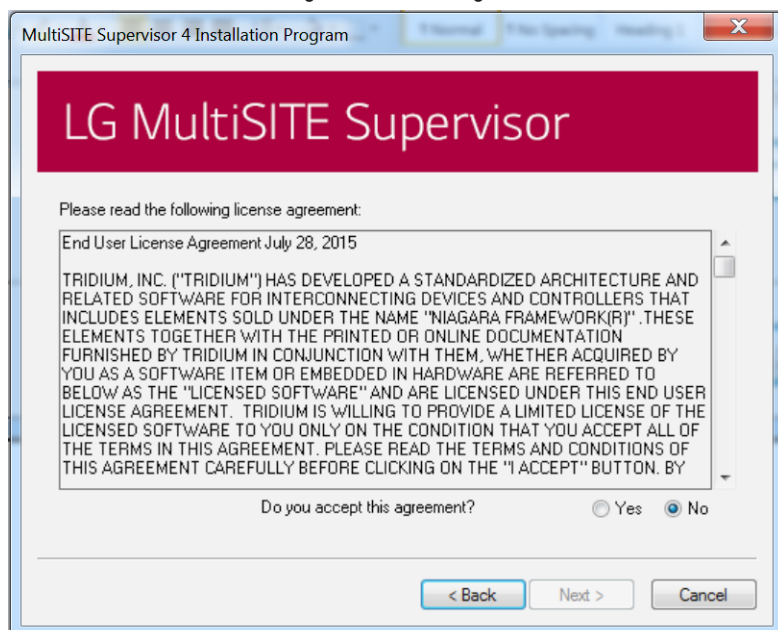 MultiSITE Supervisor 4 Installation Program
LG MultiSITE Supervisor
Please read the following license agreement:
End User License Agreement July 28, 2015
TRIDIUM, INC. ("TRIDIUM") HAS DEVELOPED A STANDARDIZED ARCHITECTURE AND
RELATED SOFTWARE FOR INTERCONNECTING DEVICES AND CONTROLLERS THAT
INCLUDES ELEMENTS SOLD UNDER THE NAME "NIAGARA FRAMEWORK(R)" .THESE
ELEMENTS TOGETHER WITH THE PRINTED OR ONLINE DOCUMENTATION
FURNISHED BY TRIDIUM IN CONJUNCTION WITH THEM, WHETHER ACQUIRED BY
YOU AS A SOFTWARE ITEM OR EMBEDDED IN HARDWARE ARE REFERRED TO
BELOW AS THE "LICENSED SOFTWARE" AND ARE LICENSED UNDER THIS END USER
LICENSE AGREEMENT.  TRIDIUM IS WILLING TO PROVIDE A LIMITED LICENSE OF THE
LICENSED SOFTWARE TO YOU ONLY ON THE CONDITION THAT YOU ACCEPT ALL OF
THE TERMS IN THIS AGREEMENT. PLEASE READ THE TERMS AND CONDITIONS OF
THIS AGREEMENT CAREFULLY BEFORE CLICKING ON THE "I ACCEPT" BUTTON. BY
Do you accept this agreement? Yes No
< Back Next > Cancel